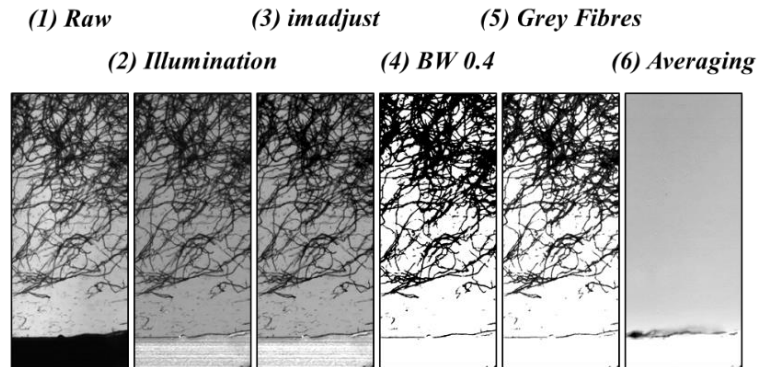 (1) Raw (3) imadjust (5) Grey Fibres
(2) Illumination (4) BW 0.4 (6) Averaging